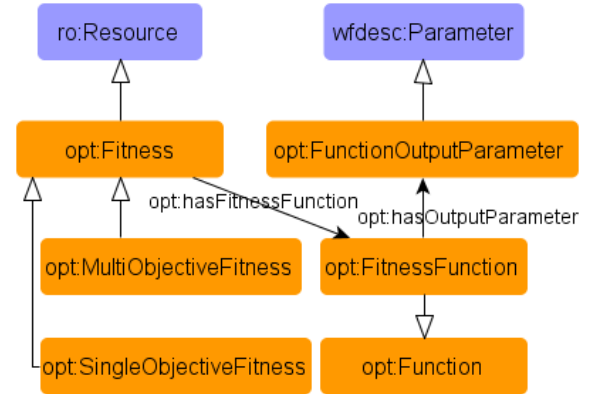 ro:Resource
wfdesc:Parameter
opt:Fitness
opt:FunctionOutputParameter
opt:hasFitnessFunction
opt:hasOutputParameter
opt:MultiObjectiveFitness
opt:FitnessFunction
opt:SingleObjectiveFitness
opt:Function